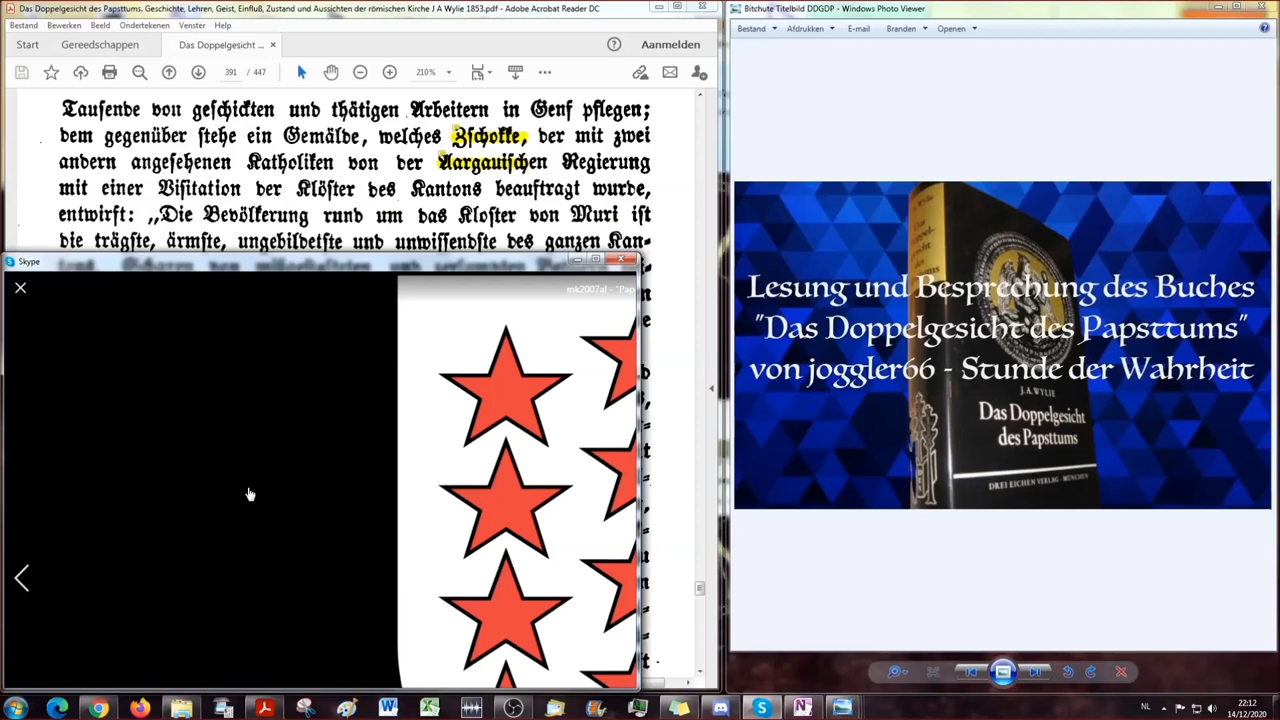 Das Doppelgesicht des Papsttums. Geschichte, Lehren, Geist, Einfluß, Zustand und Aussichten der römischen Kirche J A Wylie 1853.pdf - Adobe Acrobat Reader DC
Bestand Bewerken Beeld Ondertekenen Venster Help
Start Gereedschappen Das Doppelgesicht ... × Anmelden
391 / 447 210%
Tausende von geschickten und thätigen Arbeitern in Genf pflegen;
dem gegenüber stehe ein Gemälde, welches Zschokke, der mit zwei
andern angesehenen Katholiken von der Aargauischen Regierung
mit einer Visitation der Klöster des Kantons beauftragt wurde,
entwirft: „Die Bevölkerung rund um das Kloster von Muri ist
die trägste, ärmste, ungebildetste und unwissendste des ganzen Kan-
Skype
mk2007al - "Pari
Bitchute Titelbild DDGDP - Windows Photo Viewer
Bestand Afdrukken E-mail Branden Openen
Lesung und Besprechung des Buches
"Das Doppelgesicht des Papsttums"
von joggler66 - Stunde der Wahrheit
J.A.WYLIE
Das Doppelgesicht
des Papsttums
DREI EICHEN VERLAG · MÜNCHEN
NL
22:12
14/12/2020